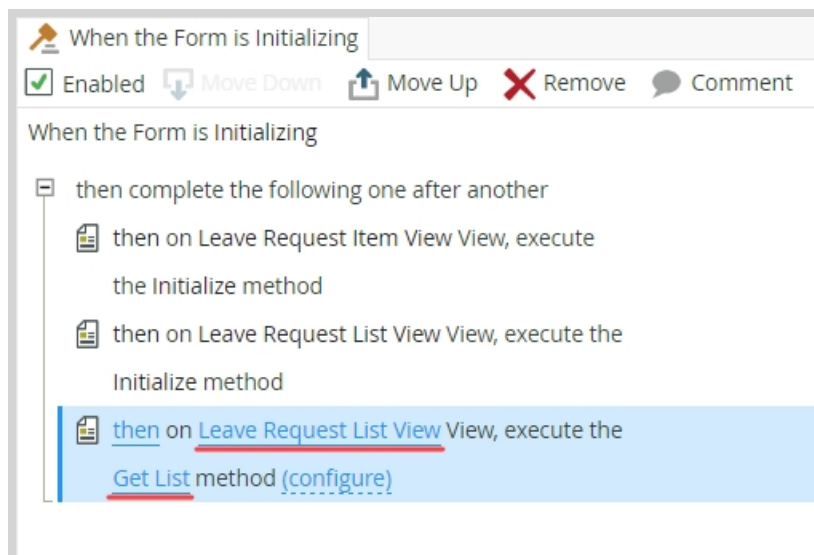 When the Form is Initializing
Enabled Move Down Move Up Remove Comment
When the Form is Initializing
then complete the following one after another
then on Leave Request Item View View, execute
the Initialize method
then on Leave Request List View View, execute the
Initialize method
then on Leave Request List View View, execute the
Get List method (configure)